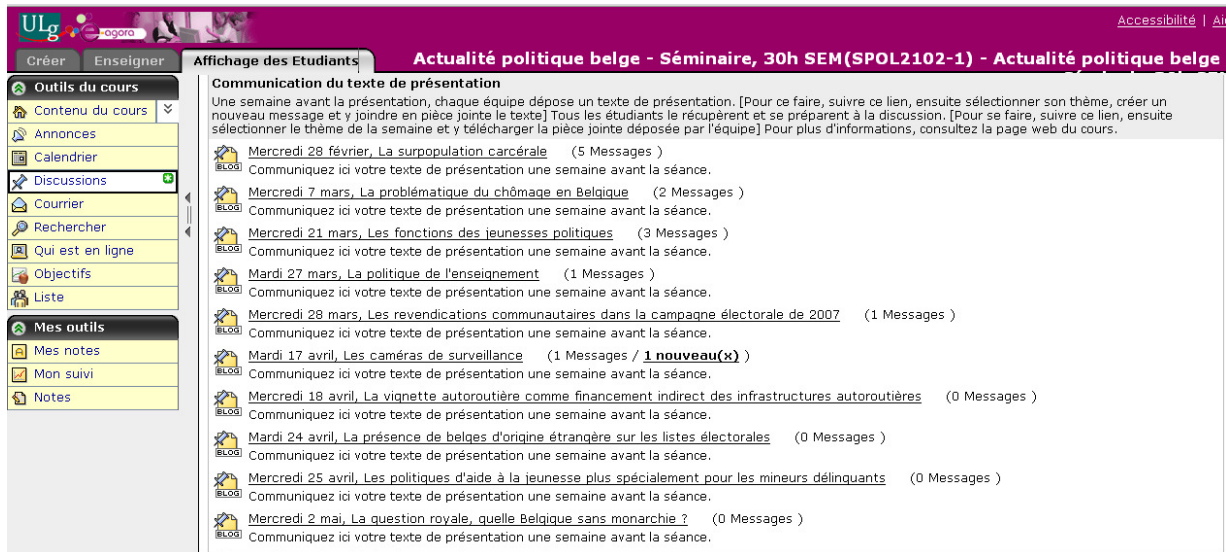 ULg e-agora
Accessibilité | Ai
Créer Enseigner Affichage des Etudiants Actualité politique belge - Séminaire, 30h SEM(SPOL2102-1) - Actualité politique belge
Outils du cours
Contenu du cours
Annonces
Calendrier
Discussions
Courrier
Rechercher
Qui est en ligne
Objectifs
Liste
Mes outils
Mes notes
Mon suivi
Notes
Communication du texte de présentation
Une semaine avant la présentation, chaque équipe dépose un texte de présentation. [Pour ce faire, suivre ce lien, ensuite sélectionner son thème, créer un
nouveau message et y joindre en pièce jointe le texte] Tous les étudiants le récupèrent et se préparent à la discussion. [Pour se faire, suivre ce lien, ensuite
sélectionner le thème de la semaine et y télécharger la pièce jointe déposée par l'équipe] Pour plus d'informations, consultez la page web du cours.
BLOG Mercredi 28 février, La surpopulation carcérale (5 Messages )
Communiquez ici votre texte de présentation une semaine avant la séance.
BLOG Mercredi 7 mars, La problématique du chômage en Belgique (2 Messages )
Communiquez ici votre texte de présentation une semaine avant la séance.
BLOG Mercredi 21 mars, Les fonctions des jeunesses politiques (3 Messages )
Communiquez ici votre texte de présentation une semaine avant la séance.
BLOG Mardi 27 mars, La politique de l'enseignement (1 Messages )
Communiquez ici votre texte de présentation une semaine avant la séance.
BLOG Mercredi 28 mars, Les revendications communautaires dans la campagne électorale de 2007 (1 Messages )
Communiquez ici votre texte de présentation une semaine avant la séance.
BLOG Mardi 17 avril, Les caméras de surveillance (1 Messages / 1 nouveau(x) )
Communiquez ici votre texte de présentation une semaine avant la séance.
BLOG Mercredi 18 avril, La vignette autoroutière comme financement indirect des infrastructures autoroutières (0 Messages )
Communiquez ici votre texte de présentation une semaine avant la séance.
BLOG Mardi 24 avril, La présence de belges d'origine étrangère sur les listes électorales (0 Messages )
Communiquez ici votre texte de présentation une semaine avant la séance.
BLOG Mercredi 25 avril, Les politiques d'aide à la jeunesse plus spécialement pour les mineurs délinquants (0 Messages )
Communiquez ici votre texte de présentation une semaine avant la séance.
BLOG Mercredi 2 mai, La question royale, quelle Belgique sans monarchie ? (0 Messages )
Communiquez ici votre texte de présentation une semaine avant la séance.